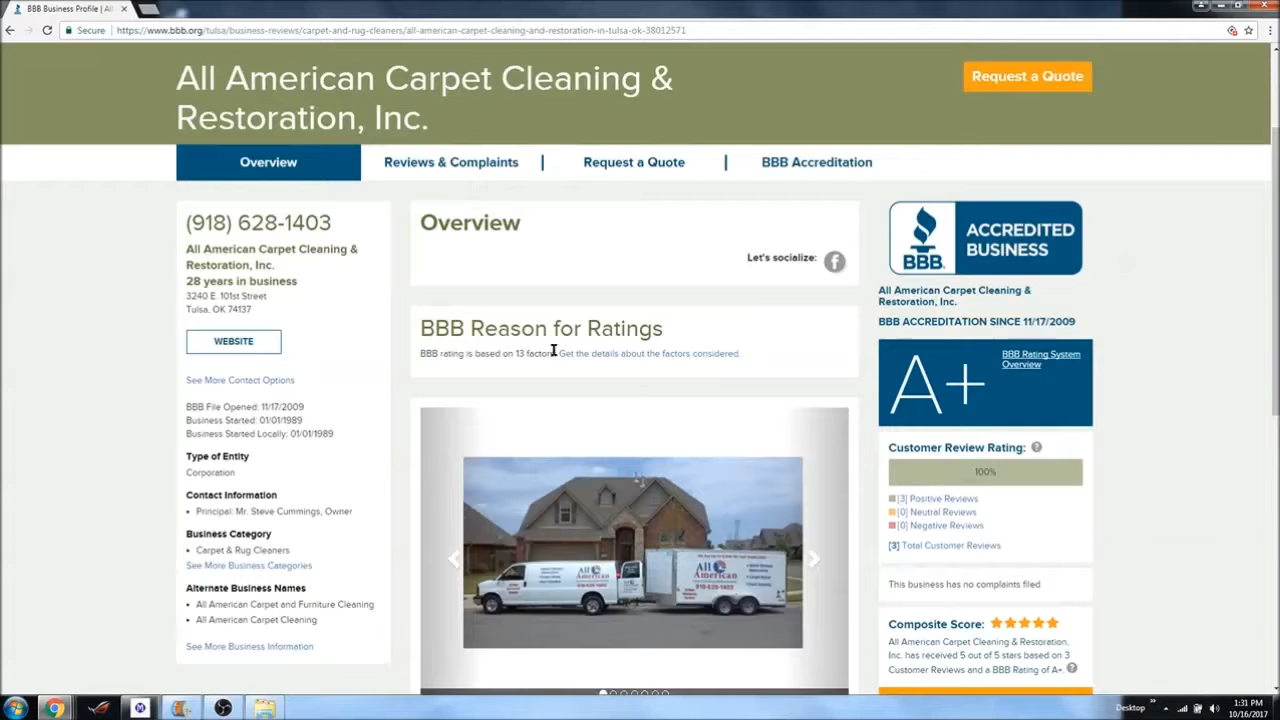 BBB Business Profile | All
Secure
https://www.bbb.org/tulsa/business-reviews/carpet-and-rug-cleaners/all-american-carpet-cleaning-and-restoration-in-tulsa-ok-38012571
All American Carpet Cleaning &
Restoration, Inc.
Request a Quote
Overview
Reviews & Complaints
Request a Quote
BBB Accreditation
(918) 628-1403
All American Carpet Cleaning &
Restoration, Inc.
28 years in business
3240 E. 101st Street
Tulsa, OK 74137
WEBSITE
See More Contact Options
BBB File Opened: 11/17/2009
Business Started: 01/01/1989
Business Started Locally: 01/01/1989
Type of Entity
Corporation
Contact Information
Principal: Mr. Steve Cummings, Owner
Business Category
Carpet & Rug Cleaners
See More Business Categories
Alternate Business Names
All American Carpet and Furniture Cleaning
All American Carpet Cleaning
See More Business Information
Overview
Let's socialize:
BBB Reason for Ratings
BBB rating is based on 13 factors. Get the details about the factors considered.
All
American
All
American
918-628-1403
BBB.
ACCREDITED
BUSINESS
All American Carpet Cleaning &
Restoration, Inc.
BBB ACCREDITATION SINCE 11/17/2009
A+
BBB Rating System
Overview
Customer Review Rating:
100%
[3] Positive Reviews
[0] Neutral Reviews
[0] Negative Reviews
[3] Total Customer Reviews
This business has no complaints filed
Composite Score:
All American Carpet Cleaning & Restoration,
Inc. has received 5 out of 5 stars based on 3
Customer Reviews and a BBB Rating of A+.
Desktop
1:31 PM
10/16/2017